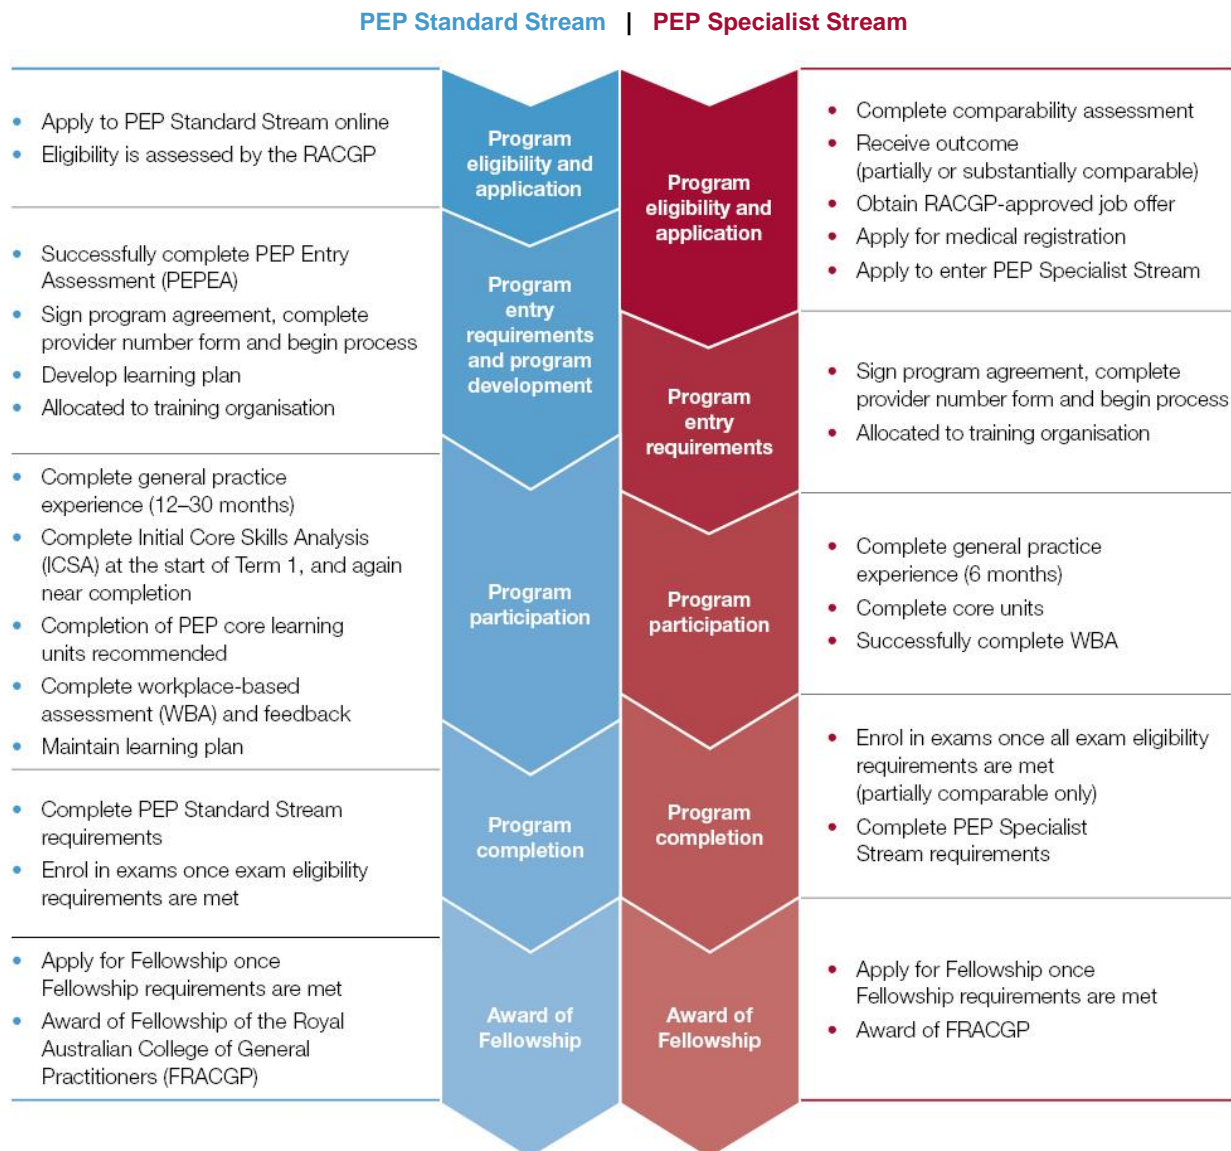 PEP Standard Stream | PEP Specialist Stream
• Apply to PEP Standard Stream online
• Eligibility is assessed by the RACGP
Program
eligibility and
application
Program
eligibility and
application
• Complete comparability assessment
• Receive outcome
(partially or substantially comparable)
• Obtain RACGP-approved job offer
• Apply for medical registration
• Apply to enter PEP Specialist Stream
• Successfully complete PEP Entry
Assessment (PEPEA)
• Sign program agreement, complete
provider number form and begin process
• Develop learning plan
• Allocated to training organisation
Program
entry
requirements
and program
development
Program
entry
requirements
• Sign program agreement, complete
provider number form and begin process
• Allocated to training organisation
• Complete general practice
experience (12–30 months)
• Complete Initial Core Skills Analysis
(ICSA) at the start of Term 1, and again
near completion
• Completion of PEP core learning
units recommended
• Complete workplace-based
assessment (WBA) and feedback
• Maintain learning plan
Program
participation
Program
participation
• Complete general practice
experience (6 months)
• Complete core units
• Successfully complete WBA
• Complete PEP Standard Stream
requirements
• Enrol in exams once exam eligibility
requirements are met
Program
completion
Program
completion
• Enrol in exams once all exam eligibility
requirements are met
(partially comparable only)
• Complete PEP Specialist
Stream requirements
• Apply for Fellowship once
Fellowship requirements are met
• Award of Fellowship of the Royal
Australian College of General
Practitioners (FRACGP)
Award of
Fellowship
Award of
Fellowship
• Apply for Fellowship once
Fellowship requirements are met
• Award of FRACGP